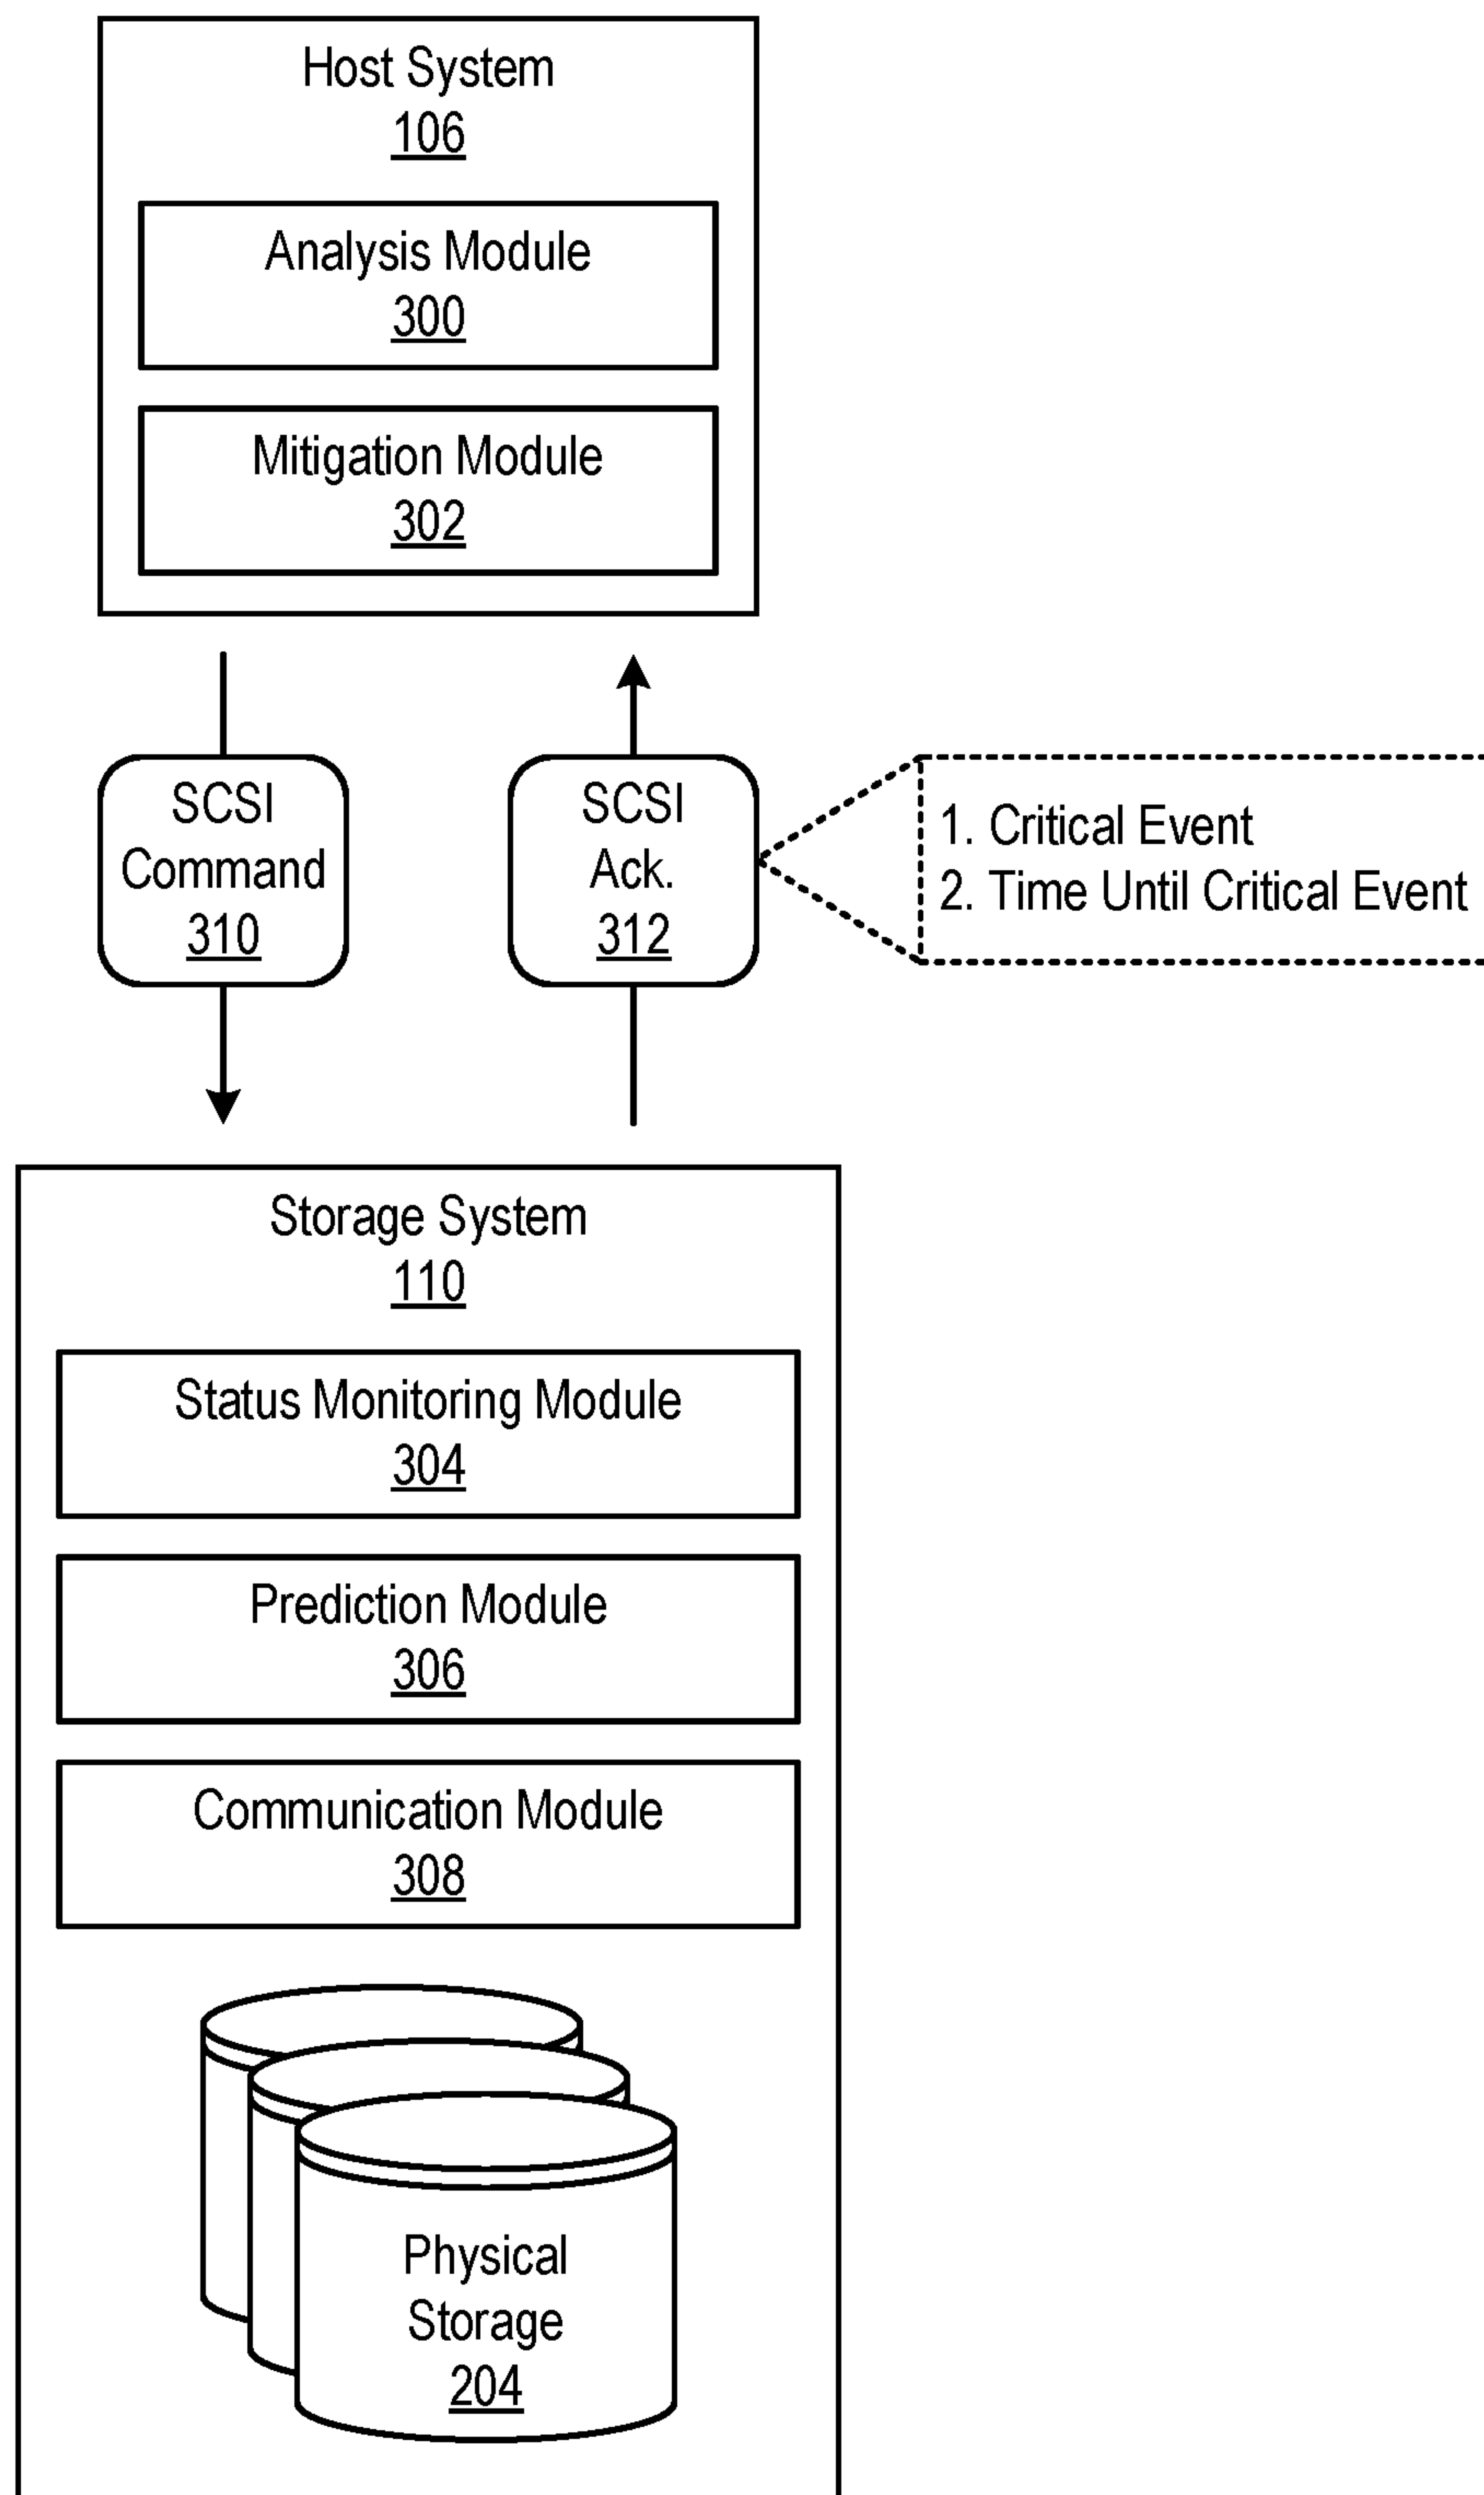 Host System
106
Analysis Module
300
Mitigation Module
302
SCSI
Command
310
SCSI
Ack.
312
1. Critical Event
2. Time Until Critical Event
Storage System
110
Status Monitoring Module
304
Prediction Module
306
Communication Module
308
Physical
Storage
204